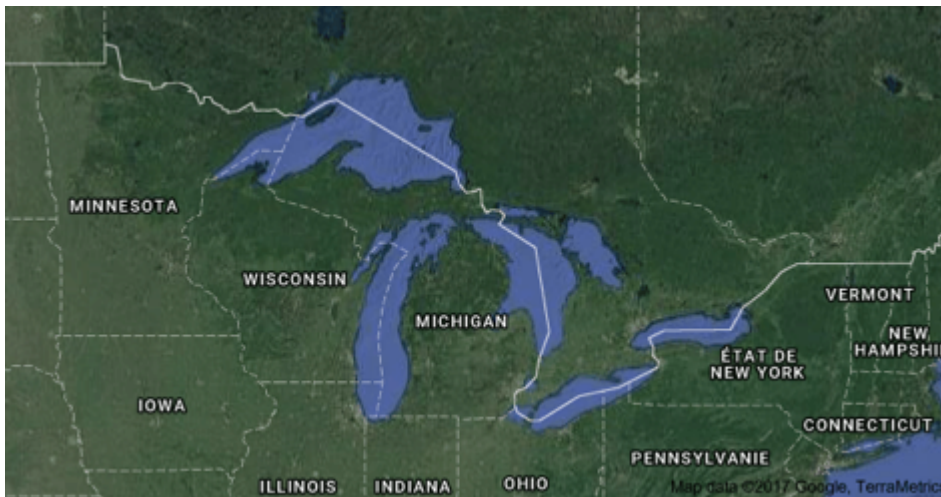 MINNESOTA
WISCONSIN
VERMONT
MICHIGAN
NEW
HAMPSHI
ÉTAT DE
NEW YORK
IOWA
CONNECTICUT
PENNSYLVANIE
ILLINOIS
INDIANA
OHIO
Map data ©2017 Google, TerraMetric